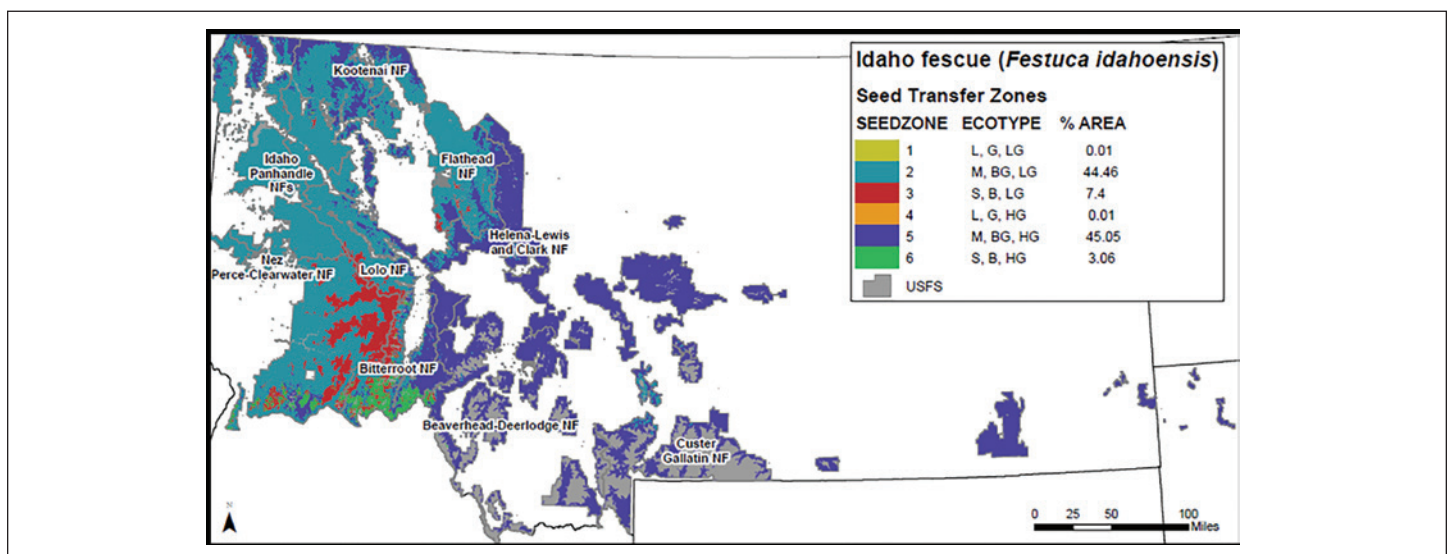 Kootenai NF
Idaho
Panhandle
NFs
Flathead
NF
Helena-Lewis
and Clark NF
Nez
Perce-Clearwater NF
Lolo NF
Bitterroot NF
Beaverhead-Deerlodge NF
Custer
Gallatin NF
Idaho fescue (Festuca idahoensis)
Seed Transfer Zones
SEEDZONE ECOTYPE % AREA
1 L, G, LG 0.01
2 M, BG, LG 44.46
3 S, B, LG 7.4
4 L, G, HG 0.01
5 M, BG, HG 45.05
6 S, B, HG 3.06
USFS
N
0 25 50 100
Miles